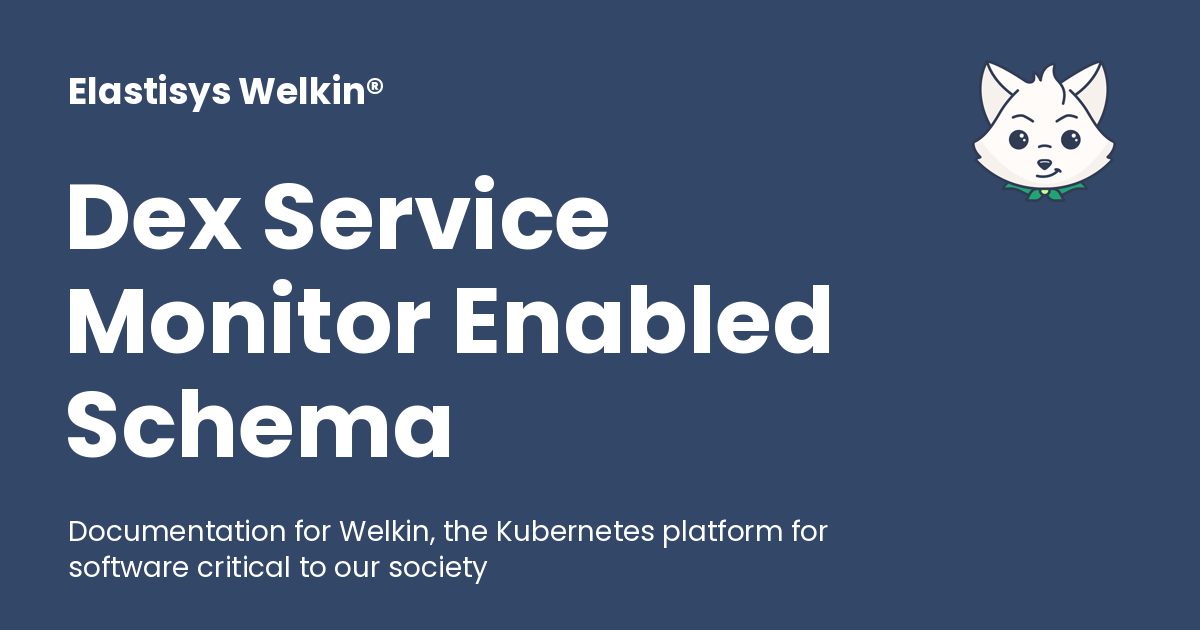 Elastisys Welkin®
Dex Service
Monitor Enabled
Schema
Documentation for Welkin, the Kubernetes platform for
software critical to our society